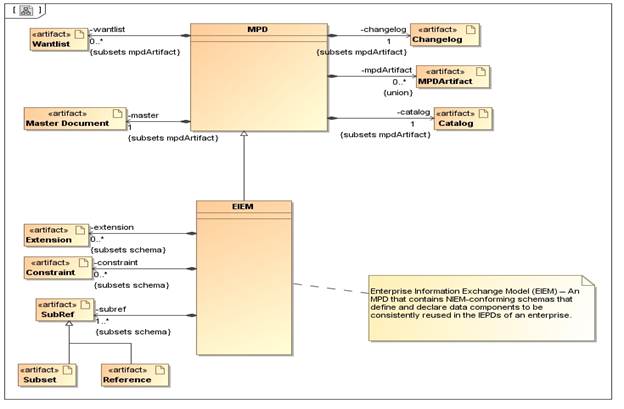 MPD
«artifact»
Wantlist
-wantlist
0..*
{subsets mpdArtifact}
-changelog
1
{subsets mpdArtifact}
«artifact»
Changelog
-mpdArtifact
0..*
{union}
«artifact»
MPDArtifact
«artifact»
Master Document
-master
1
{subsets mpdArtifact}
-catalog
1
{subsets mpdArtifact}
«artifact»
Catalog
EIEM
«artifact»
Extension
-extension
0..*
{subsets schema}
«artifact»
Constraint
-constraint
0..*
{subsets schema}
«artifact»
SubRef
-subref
1..*
{subsets schema}
«artifact»
Subset
«artifact»
Reference
Enterprise Information Exchange Model (EIEM) -- An
MPD that contains NIEM-conforming schemas that
define and declare data components to be
consistently reused in the IEPDs of an enterprise.